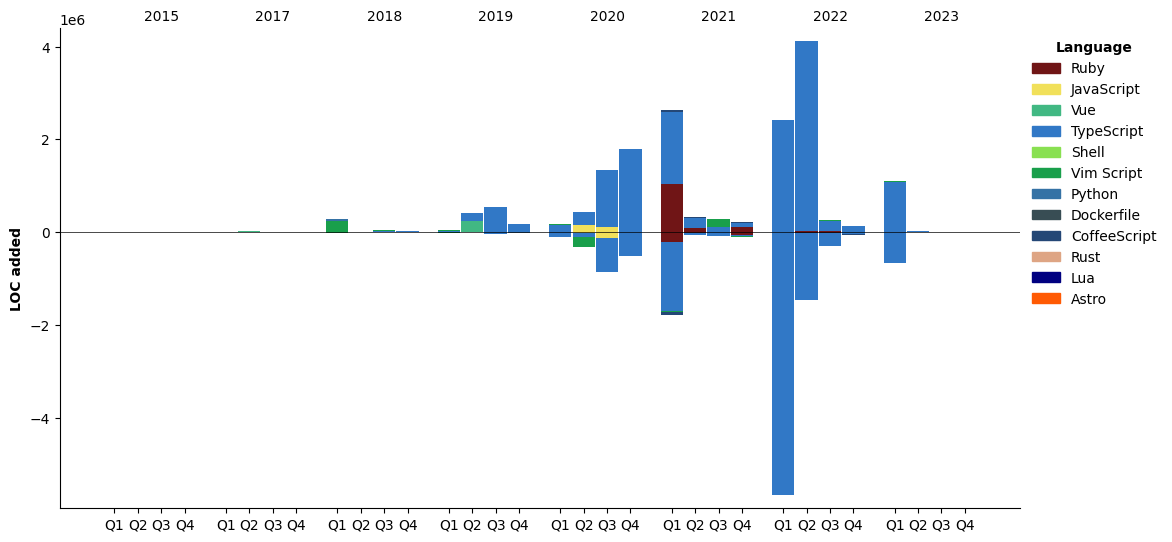 1e6
2015 2017 2018 2019 2020 2021 2022 2023
4
2
0
−2
−4
LOC added
Q1 Q2 Q3 Q4 Q1 Q2 Q3 Q4 Q1 Q2 Q3 Q4 Q1 Q2 Q3 Q4 Q1 Q2 Q3 Q4 Q1 Q2 Q3 Q4 Q1 Q2 Q3 Q4 Q1 Q2 Q3 Q4
Language
Ruby
JavaScript
Vue
TypeScript
Shell
Vim Script
Python
Dockerfile
CoffeeScript
Rust
Lua
Astro